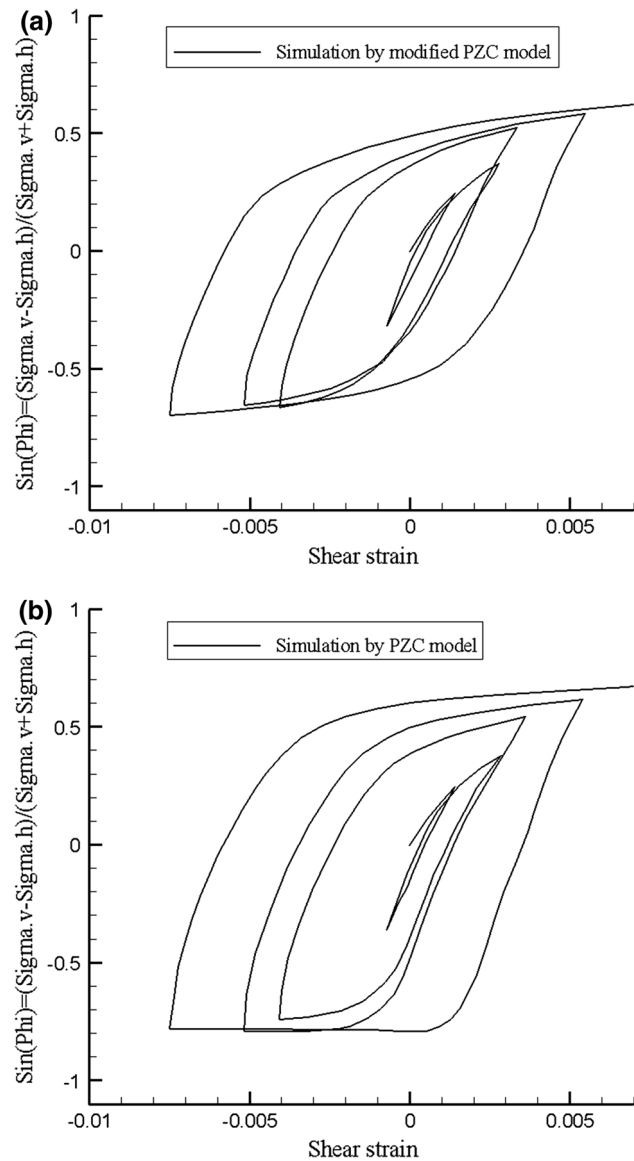 (a)
1
Simulation by modified PZC model
0.5
0
-0.5
-1
Sin(Phi)=(Sigma.v-Sigma.h)/(Sigma.v+Sigma.h)
-0.01
-0.005
0
0.005
Shear strain
(b)
1
Simulation by PZC model
0.5
0
-0.5
-1
Sin(Phi)=(Sigma.v-Sigma.h)/(Sigma.v+Sigma.h)
-0.01
-0.005
0
0.005
Shear strain